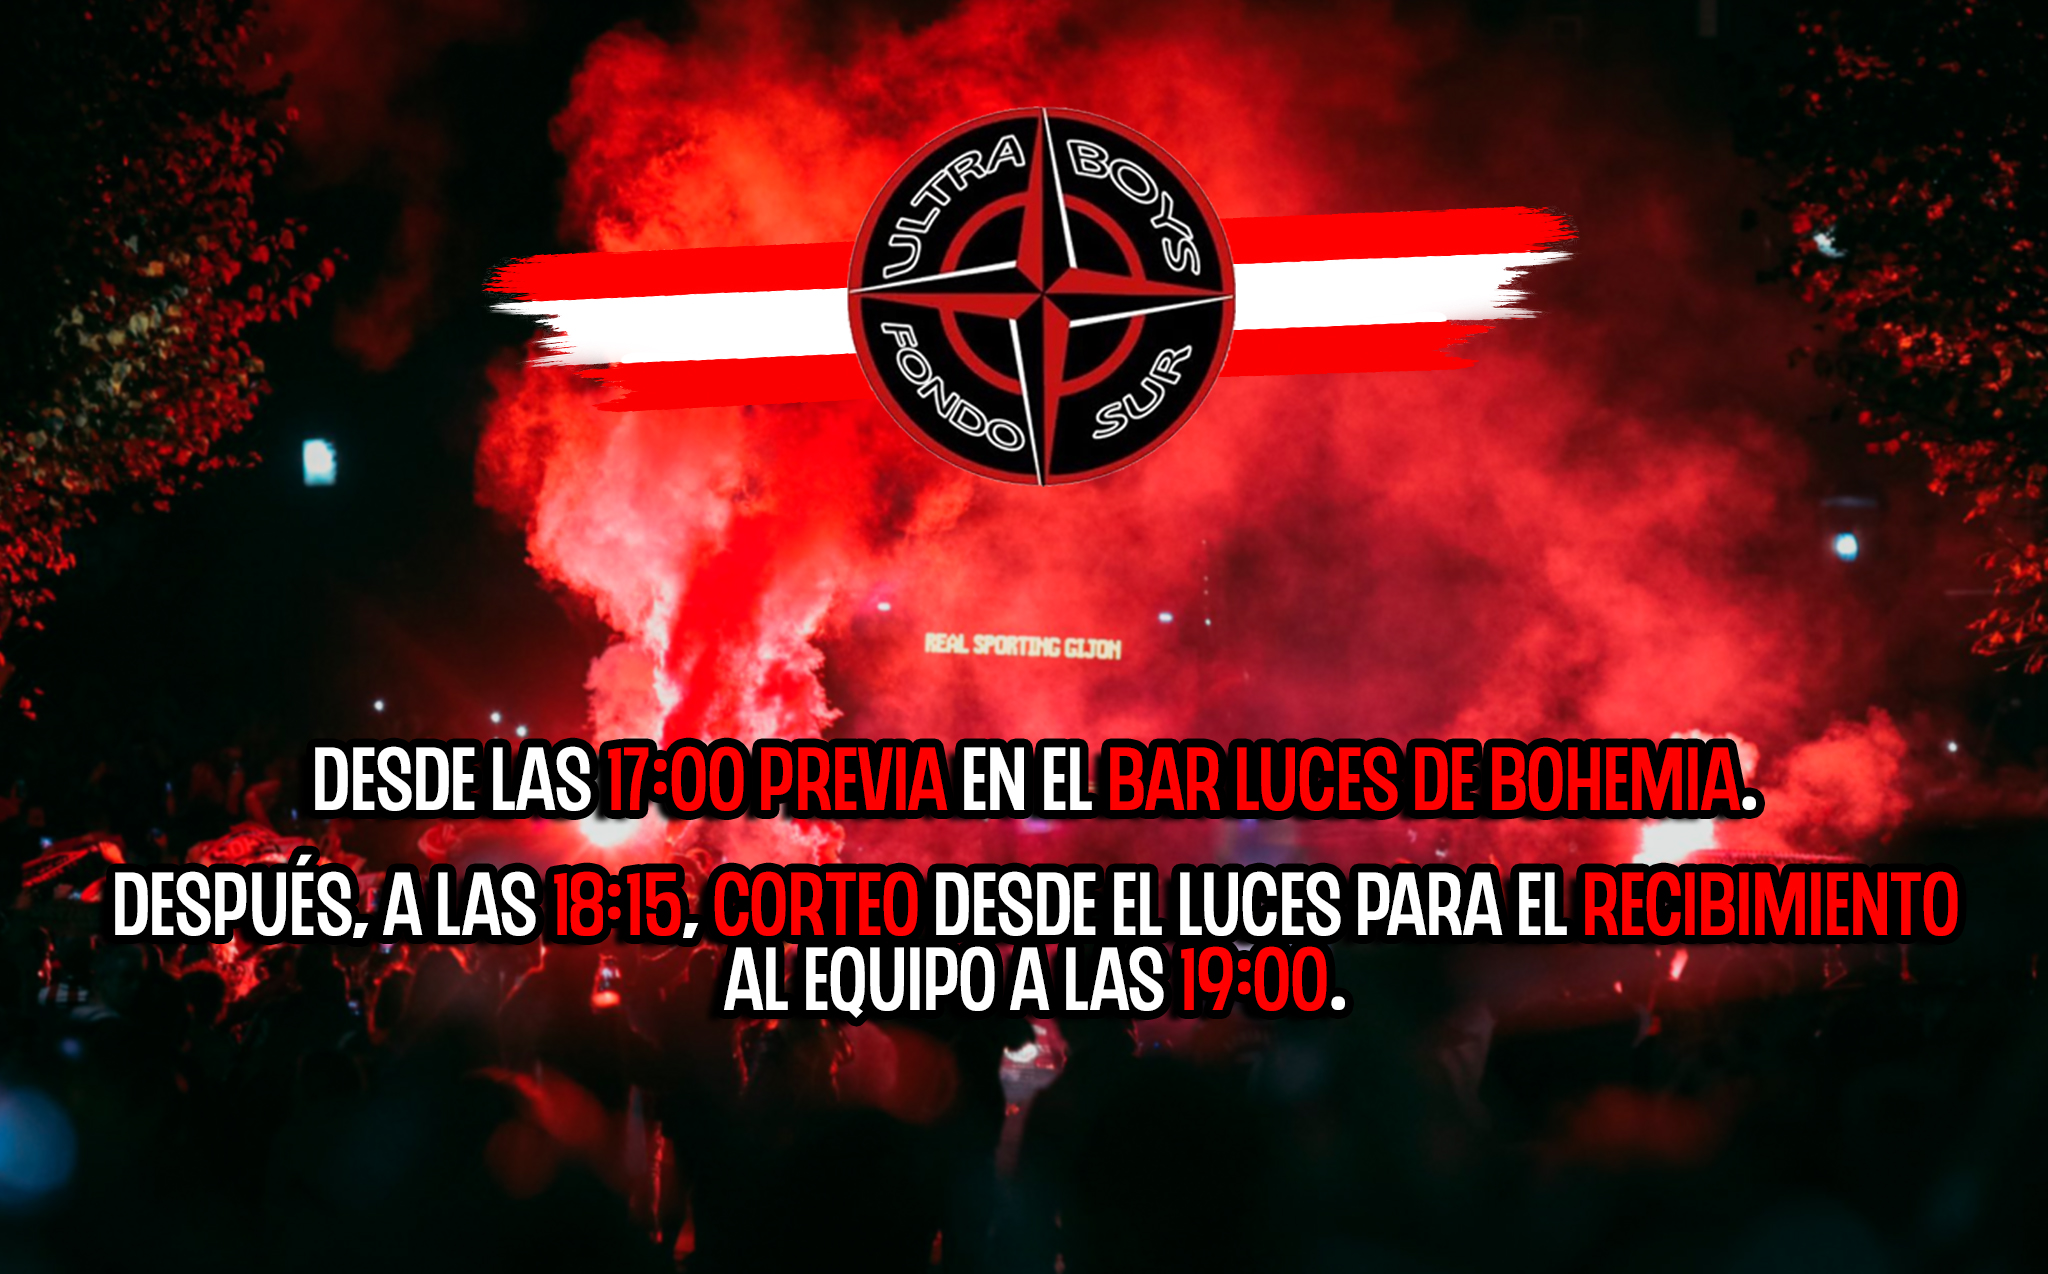 ULTRA BOYS
FONDO SUR
REAL SPORTING GIJON
DESDE LAS 17:00 PREVIA EN EL BAR LUCES DE BOHEMIA.
DESPUÉS, A LAS 18:15, CORTEO DESDE EL LUCES PARA EL RECIBIMIENTO
AL EQUIPO A LAS 19:00.